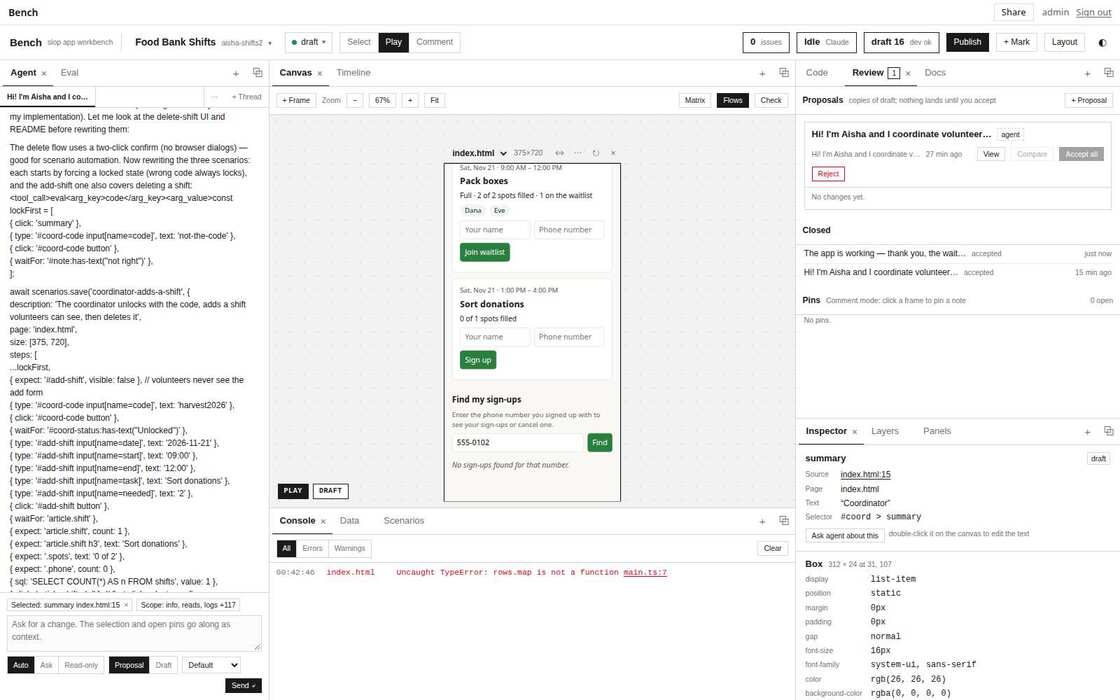 Bench
Share
admin
Sign out
Bench slop app workbench
Food Bank Shifts aisha-shifts2
draft
Select
Play
Comment
0 issues
Idle Claude
draft 16 dev ok
Publish
+ Mark
Layout
Agent ×
Eval
Hi! I'm Aisha and I co…
+ Thread
my implementation). Let me look at the delete-shift UI and
README before rewriting them:
The delete flow uses a two-click confirm (no browser dialogs) —
good for scenario automation. Now rewriting the three scenarios:
each starts by forcing a locked state (wrong code always locks),
and the add-shift one also covers deleting a shift:
<tool_call>eval<arg_key>code</arg_key><arg_value>const
lockFirst = [
{ click: 'summary' },
{ type: '#coord-code input[name=code]', text: 'not-the-code' },
{ click: '#coord-code button' },
{ waitFor: '#note:has-text("not right")' },
];
await scenarios.save('coordinator-adds-a-shift', {
description: 'The coordinator unlocks with the code, adds a shift
volunteers can see, then deletes it',
page: 'index.html',
size: [375, 720],
steps; [
...lockFirst,
{ expect: '#add-shift', visible: false }, // volunteers never see the
add form
{ type: '#coord-code input[name=code]', text: 'harvest2026' },
{ click: '#coord-code button' },
{ waitFor: '#coord-status:has-text("Unlocked")' },
{ type: '#add-shift input[name=date]', text: '2026-11-21' },
{ type: '#add-shift input[name=start]', text: '09:00' },
{ type: '#add-shift input[name=end]', text: '12:00' },
{ type: '#add-shift input[name=task]', text: 'Sort donations' },
{ type: '#add-shift input[name=needed]', text: '2' },
{ click: '#add-shift button' },
{ waitFor: 'article.shift' },
{ expect: 'article.shift', count: 1 },
{ expect: 'article.shift h3', text: 'Sort donations' },
{ expect: '.spots', text: '0 of 2' },
{ expect: '.phone', count: 0 },
{ sql: 'SELECT COUNT(*) AS n FROM shifts', value: 1 },
Selected: summary index.html:15 ×
Scope: info, reads, logs +117
Ask for a change. The selection and open pins go along as
context.
Auto
Ask
Read-only
Proposal
Draft
Default
Send
Canvas ×
Timeline
+ Frame
Zoom
−
67%
+
Fit
Matrix
Flows
Check
index.html 375×720
Sat, Nov 21 · 9:00 AM – 12:00 PM
Pack boxes
Full · 2 of 2 spots filled · 1 on the waitlist
Dana
Eve
Your name
Phone number
Join waitlist
Sat, Nov 21 · 1:00 PM – 4:00 PM
Sort donations
0 of 1 spots filled
Your name
Phone number
Sign up
Find my sign-ups
Enter the phone number you signed up with to
see your sign-ups or cancel one.
555-0102
Find
No sign-ups found for that number.
PLAY
DRAFT
Console ×
Data
Scenarios
All
Errors
Warnings
Clear
00:42:46 index.html Uncaught TypeError: rows.map is not a function main.ts:7
Code
Review 1 ×
Docs
Proposals copies of draft; nothing lands until you accept
+ Proposal
Hi! I'm Aisha and I coordinate volunteer… agent
Hi! I'm Aisha and I coordinate v… 27 min ago
View
Compare
Accept all
Reject
No changes yet.
Closed
The app is working — thank you, the wait… accepted just now
Hi! I'm Aisha and I coordinate volunteer… accepted 15 min ago
Pins Comment mode: click a frame to pin a note 0 open
No pins.
Inspector ×
Layers
Panels
summary draft
Source index.html:15
Page index.html
Text “Coordinator”
Selector #coord > summary
Ask agent about this
double-click it on the canvas to edit the text
Box 312 × 24 at 31, 107
display list-item
position static
margin 0px
padding 0px
gap normal
font-size 16px
font-family system-ui, sans-serif
color rgb(26, 26, 26)
background-color rgba(0, 0, 0, 0)